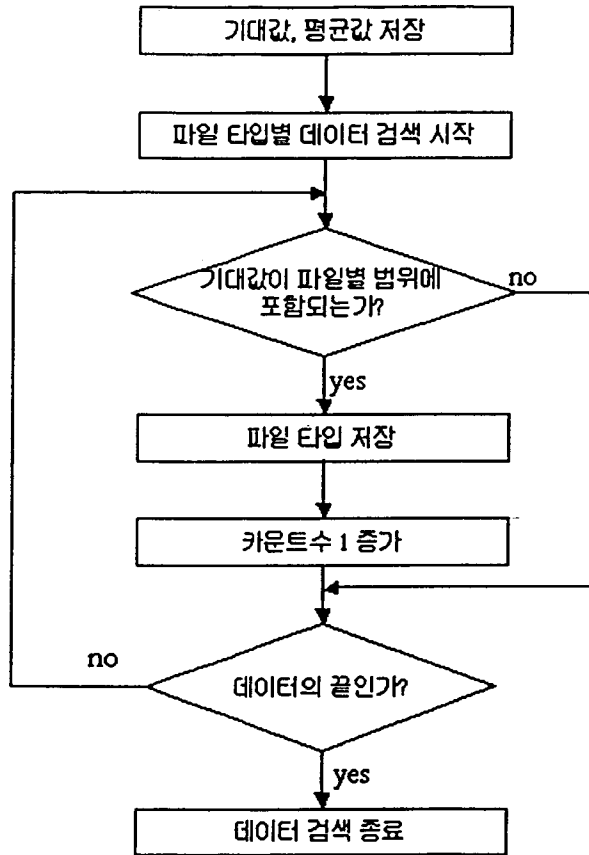 기대값, 평균값 저장
파일 타입별 데이터 검색 시작
기대값이 파일별 범위에
포함되는가?
no
yes
파일 타입 저장
카운트수 1 증가
no
데이터의 끝인가?
yes
데이터 검색 종료